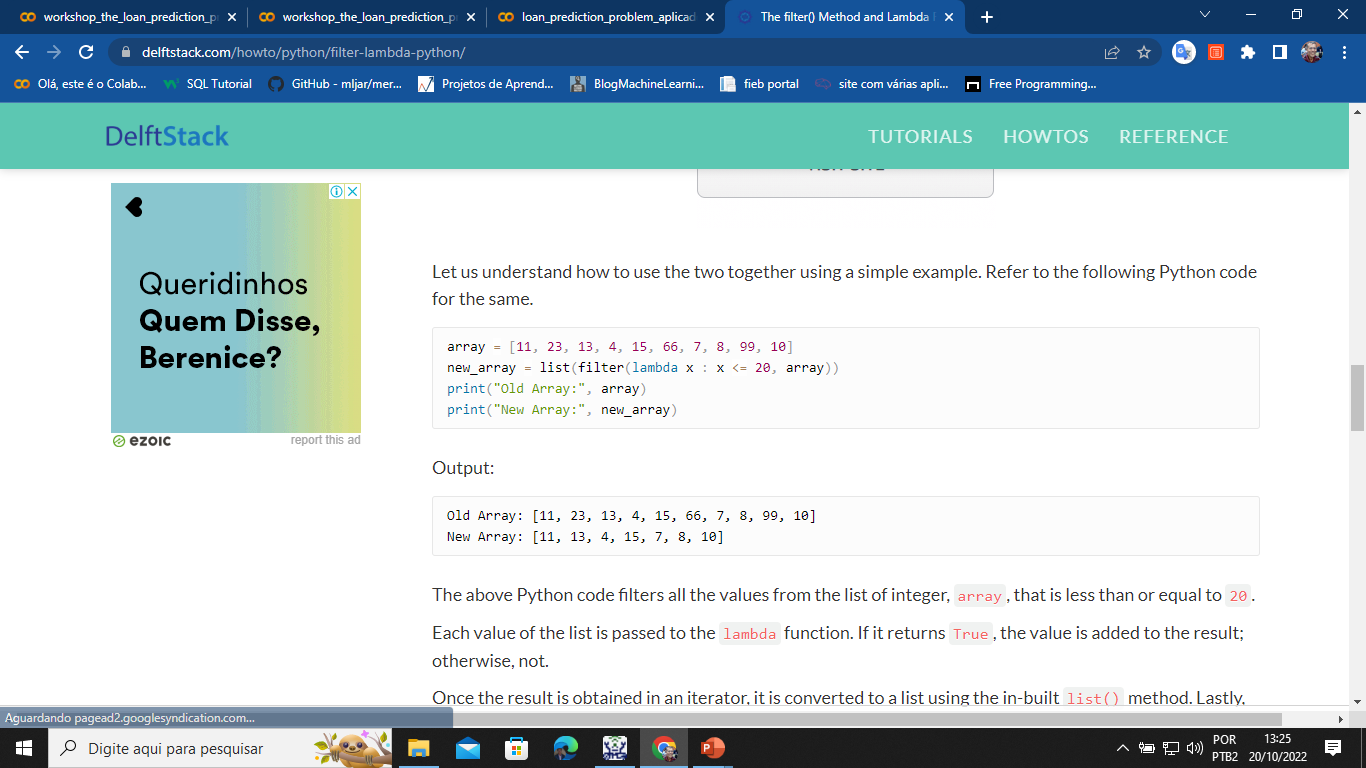 workshop_the_loan_prediction_p
workshop_the_loan_prediction_p
loan_prediction_problem_aplicad
The filter() Method and Lambda
delftstack.com/howto/python/filter-lambda-python/
Olá, este é o Colab...
SQL Tutorial
GitHub - mljar/mer...
Projetos de Aprend...
BlogMachineLearni...
fieb portal
site com várias apli...
Free Programming...
DelftStack
TUTORIALS
HOWTOS
REFERENCE
Queridinhos
Quem Disse,
Berenice?
ezoic
report this ad
Let us understand how to use the two together using a simple example. Refer to the following Python code
for the same.
array = [11, 23, 13, 4, 15, 66, 7, 8, 99, 10]
new_array = list(filter(lambda x : x <= 20, array))
print("Old Array:", array)
print("New Array:", new_array)
Output:
Old Array: [11, 23, 13, 4, 15, 66, 7, 8, 99, 10]
New Array: [11, 13, 4, 15, 7, 8, 10]
The above Python code filters all the values from the list of integer, array, that is less than or equal to 20.
Each value of the list is passed to the lambda function. If it returns True, the value is added to the result;
otherwise, not.
Once the result is obtained in an iterator, it is converted to a list using the in-built list() method. Lastly,
Aguardando pagead2.googlesyndication.com...
Digite aqui para pesquisar
POR
PTB2
13:25
20/10/2022